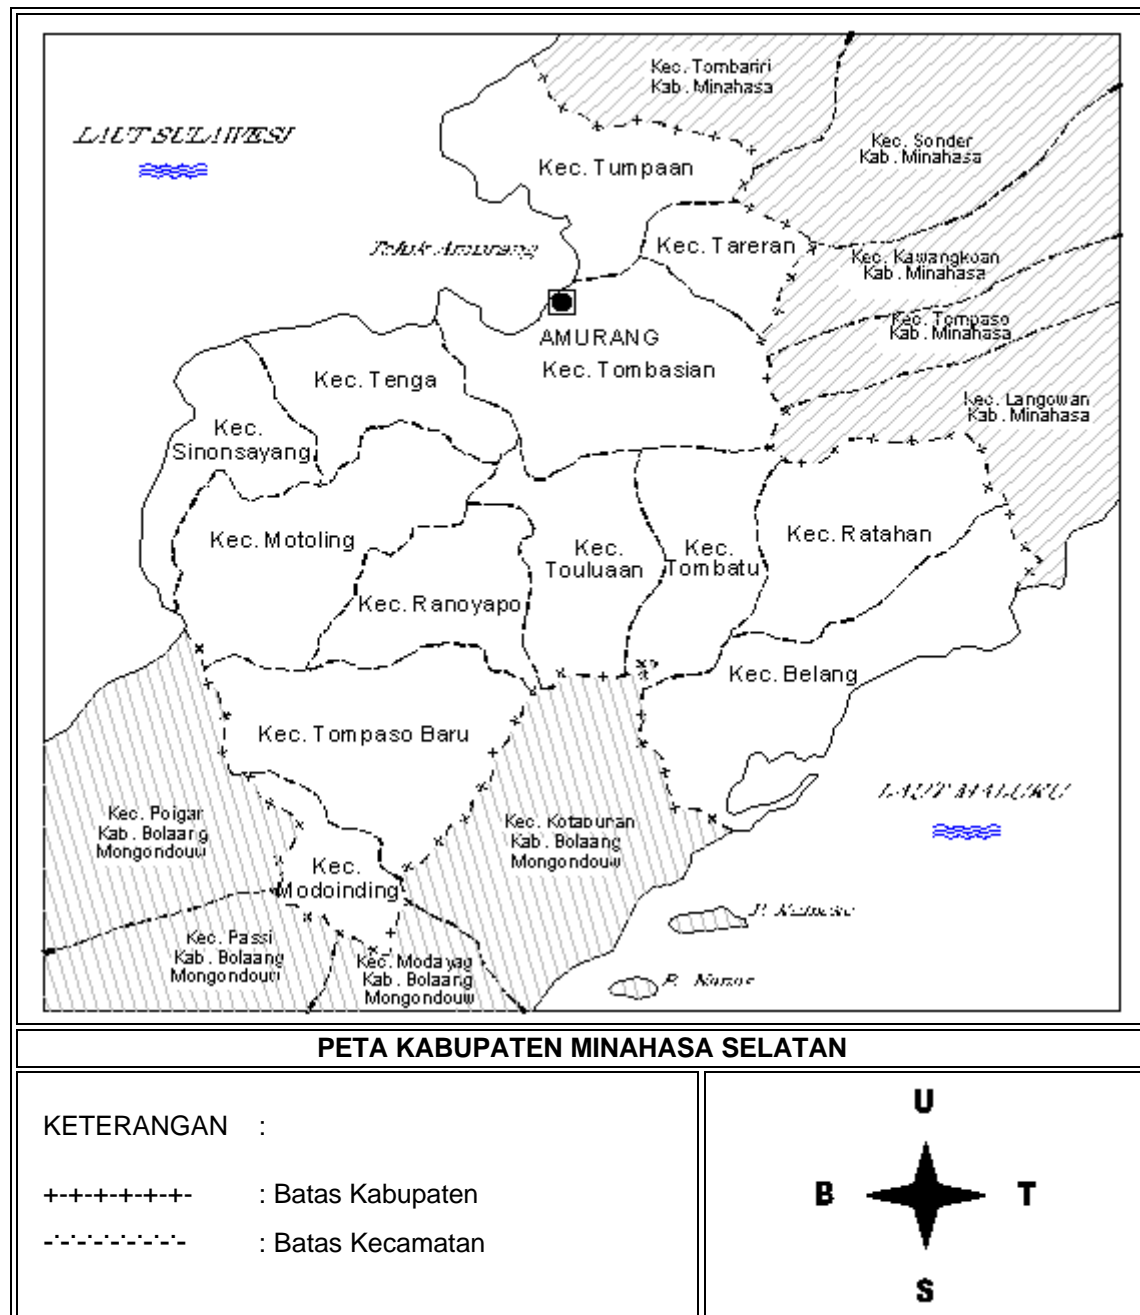 Kec. Tombariri
Kab. Minahasa
LAUT SULAWESI
Kec. Sonder
Kab. Minahasa
Kec. Tumpaan
Teluk Amurang
Kec. Tareran
Kec. Kawangkoan
Kab. Minahasa
AMURANG
Kec. Tompaso
Kab. Minahasa
Kec. Tombasian
Kec. Tenga
Kec. Langowan
Kab. Minahasa
Kec.
Sinonsayang
Kec. Motoling
Kec.
Touluaan
Kec.
Tombatu
Kec. Ratahan
Kec. Ranoyapo
Kec. Belang
Kec. Tompaso Baru
LAUT MALUKU
Kec. Poigar
Kab. Bolaang
Mongondouw
Kec. Kotabunan
Kab. Bolaang
Mongondouw
Kec.
Modoinding
P.
Kec. Passi
Kab. Bolaang
Mongondouw
Kec. Modayag
Kab. Bolaang
Mongondouw
P. Nanas
PETA KABUPATEN MINAHASA SELATAN
KETERANGAN :
+-+-+-+-+-+- : Batas Kabupaten
-·-·-·-·-·-·-·- : Batas Kecamatan
U
B T
S